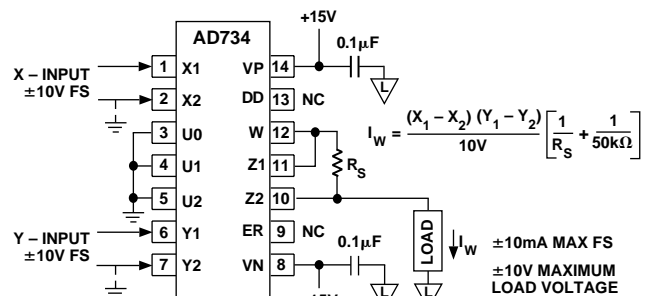 +15V
AD734
0.1µF
X – INPUT
±10V FS
1 X1
VP 14
L
2 X2
DD 13 NC
3 U0
W 12
I_W = (X₁ – X₂) (Y₁ – Y₂) / 10V [1/R_S + 1/50kΩ]
4 U1
Z1 11
R_S
5 U2
Z2 10
Y – INPUT
±10V FS
6 Y1
ER 9 NC
0.1µF
LOAD
I_W
±10mA MAX FS
7 Y2
VN 8
L
L
±10V MAXIMUM
LOAD VOLTAGE